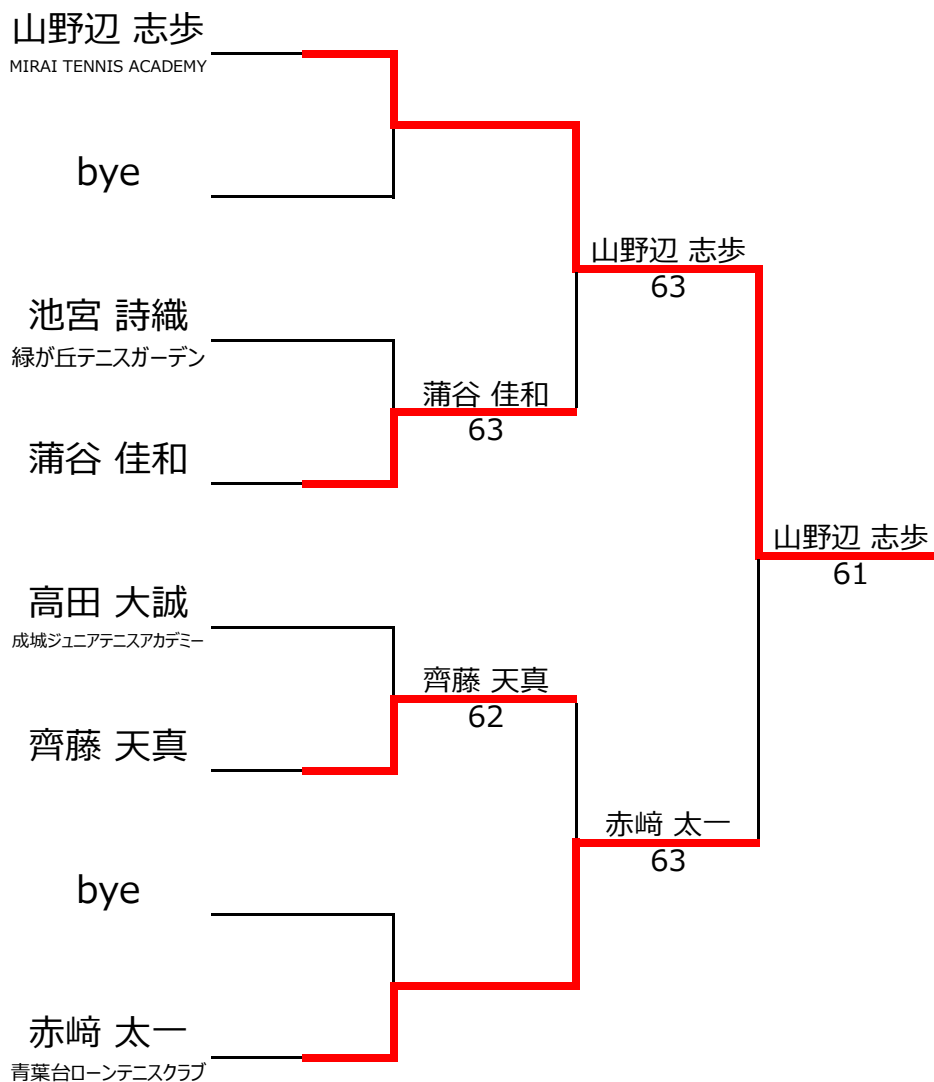 山野辺 志歩
MIRAI TENNIS ACADEMY
bye
池宮 詩織
緑が丘テニスガーデン
蒲谷 佳和
高田 大誠
成城ジュニアテニスアカデミー
齊藤 天真
bye
赤﨑 太一
青葉台ローンテニスクラブ
蒲谷 佳和
63
齊藤 天真
62
山野辺 志歩
63
赤﨑 太一
63
山野辺 志歩
61